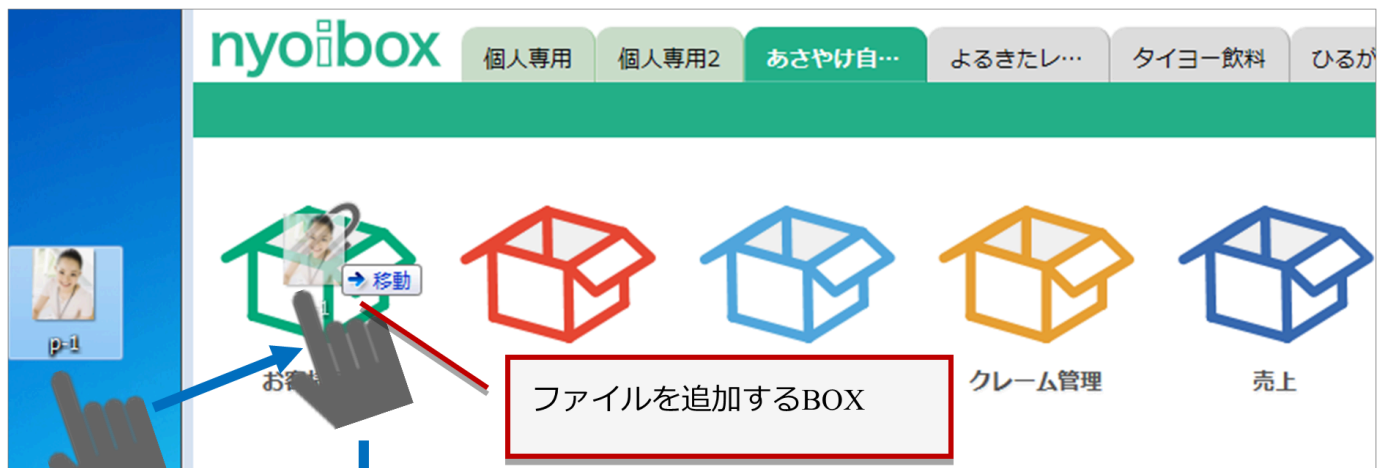 nyoibox
個人専用
個人専用2
あさやけ自…
よるきたレ…
タイヨー飲料
ひるが
移動
p-1
ファイルを追加するBOX
クレーム管理
売上